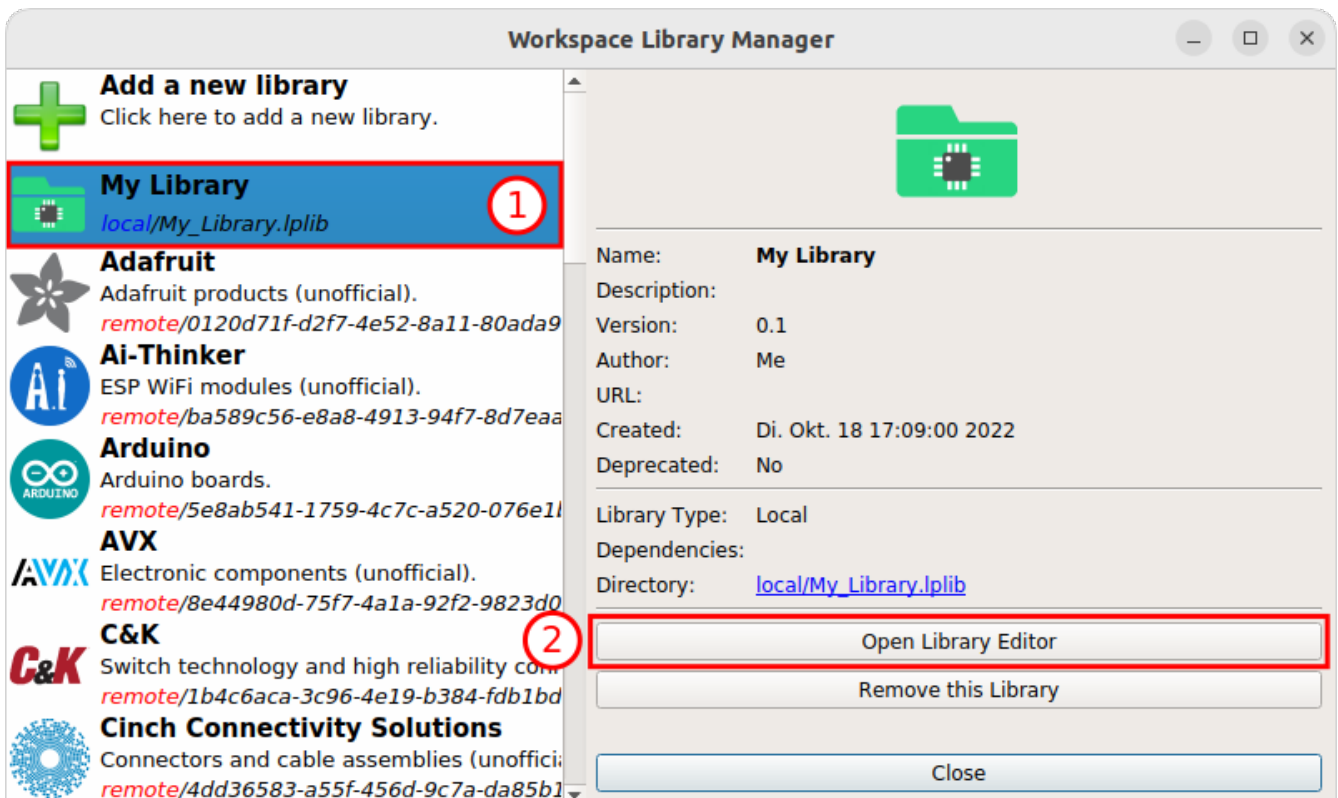 Workspace Library Manager
Add a new library
Click here to add a new library.
My Library
local/My_Library.lplib
1
Adafruit
Adafruit products (unofficial).
remote/0120d71f-d2f7-4e52-8a11-80ada9
Ai-Thinker
ESP WiFi modules (unofficial).
remote/ba589c56-e8a8-4913-94f7-8d7eaa
Arduino
Arduino boards.
remote/5e8ab541-1759-4c7c-a520-076e1
ARDUINO
AVX
Electronic components (unofficial).
remote/8e44980d-75f7-4a1a-92f2-9823d0
C&K
C&K
Switch technology and high reliability
remote/1b4c6aca-3c96-4e19-b384-fdb1bd
Cinch Connectivity Solutions
Connectors and cable assemblies (unoffici
remote/4dd36583-a55f-456d-9c7a-da85b1
Name: My Library
Description:
Version: 0.1
Author: Me
URL:
Created: Di. Okt. 18 17:09:00 2022
Deprecated: No
Library Type: Local
Dependencies:
Directory: local/My_Library.lplib
2
Open Library Editor
Remove this Library
Close